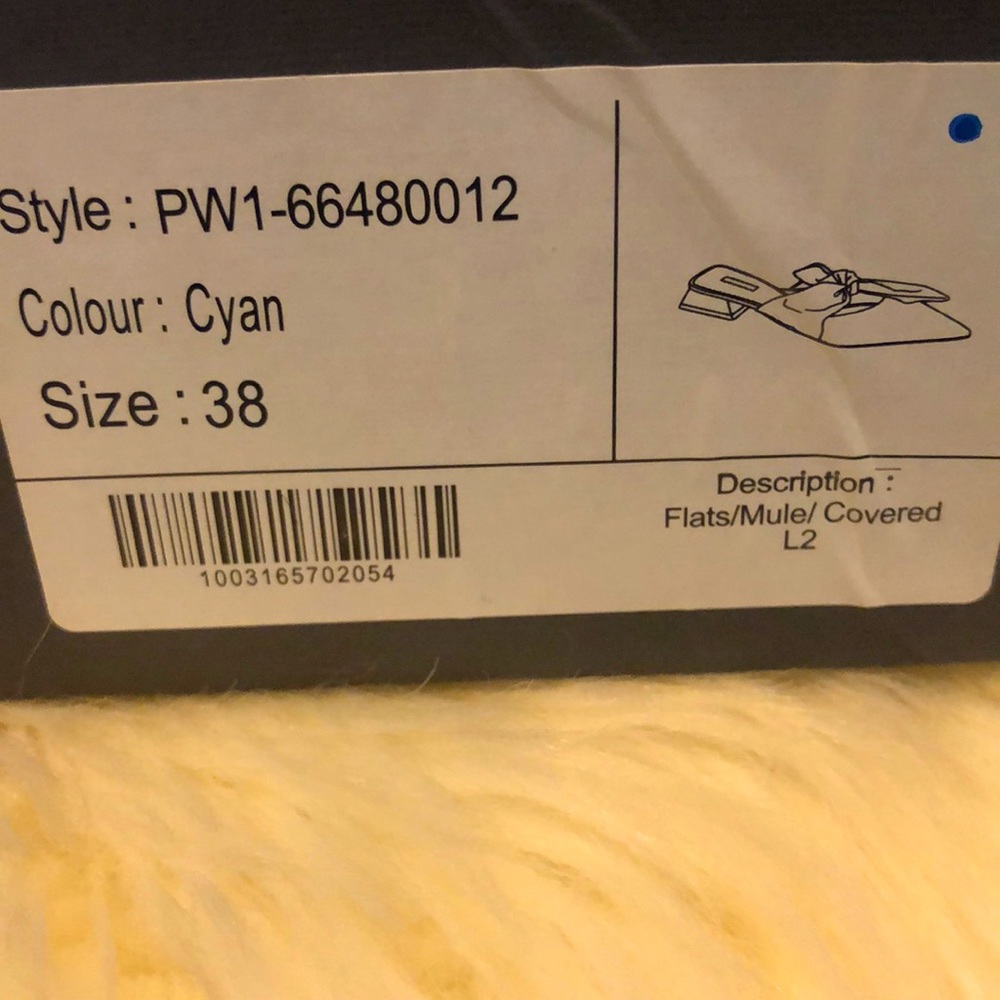 Style : PW1-66480012
Colour : Cyan
Size : 38
1003165702054
Description :
Flats/Mule/ Covered
L2